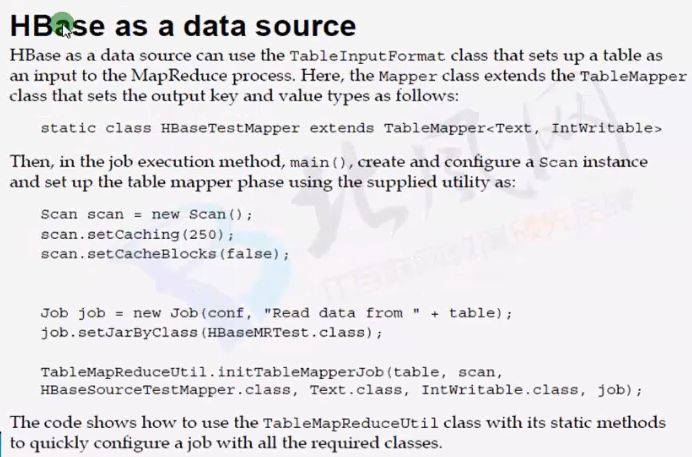 HBase as a data source
HBase as a data source can use the TableInputFormat class that sets up a table as
an input to the MapReduce process. Here, the Mapper class extends the TableMapper
class that sets the output key and value types as follows:
static class HBaseTestMapper extends TableMapper<Text, IntWritable>
Then, in the job execution method, main(), create and configure a Scan instance
and set up the table mapper phase using the supplied utility as:
Scan scan = new Scan();
scan.setCaching(250);
scan.setCacheBlocks(false);
Job job = new Job(conf, "Read data from " + table);
job.setJarByClass(HBaseMRTest.class);
TableMapReduceUtil.initTableMapperJob(table, scan,
HBaseSourceTestMapper.class, Text.class, IntWritable.class, job);
The code shows how to use the TableMapReduceUtil class with its static methods
to quickly configure a job with all the required classes.
北风网